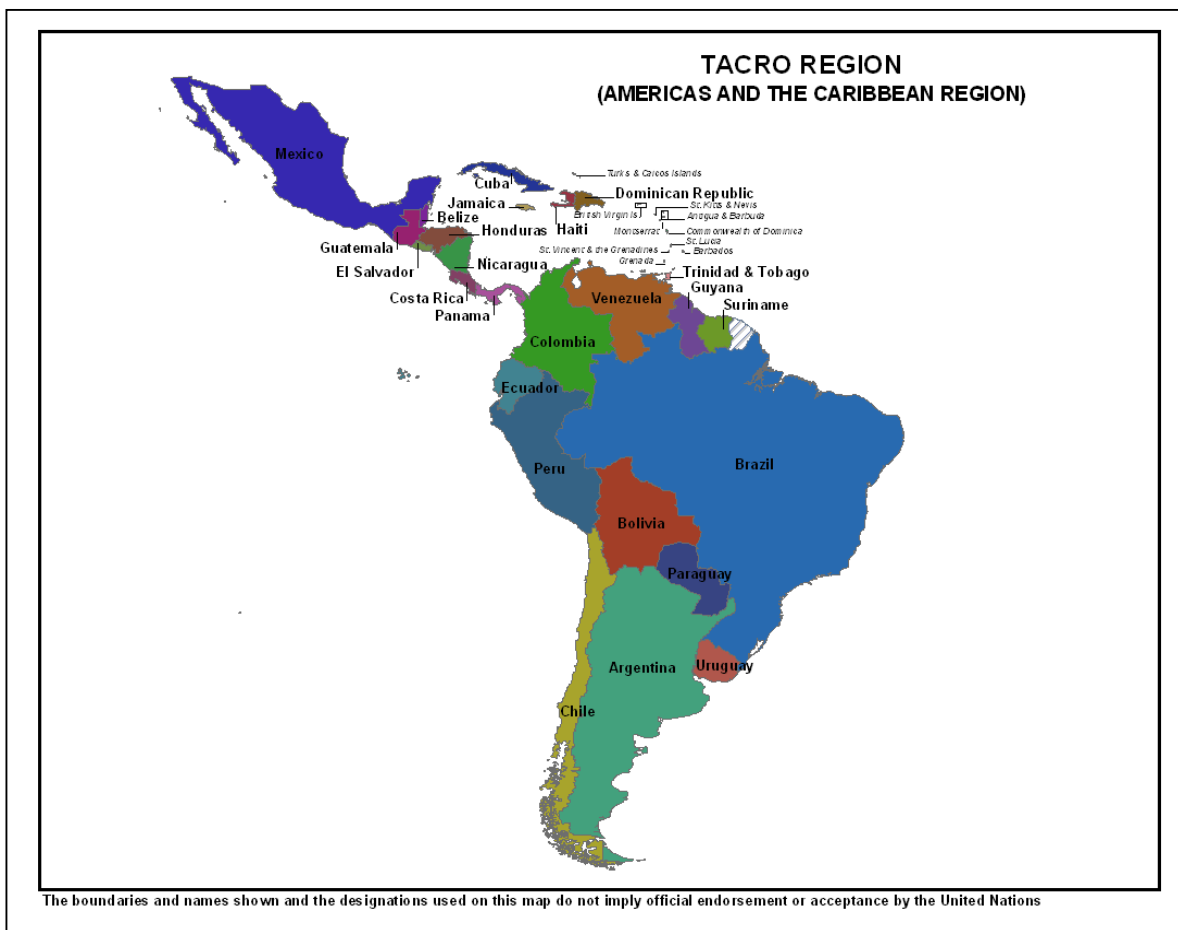 TACRO REGION
(AMERICAS AND THE CARIBBEAN REGION)
Mexico
Turks & Caicos Islands
Cuba
Dominican Republic
Jamaica
St. Kitts & Nevis
Belize
British Virginis
Antigua & Barbuda
Haiti
Honduras
Montserrat
Commonwealth of Dominica
Guatemala
St. Lucia
St. Vincent & the Grenadines
Barbados
Nicaragua
Grenada
El Salvador
Trinidad & Tobago
Guyana
Costa Rica
Venezuela
Suriname
Panama
Colombia
Ecuador
Peru
Brazil
Bolivia
Paraguay
Argentina
Uruguay
Chile
The boundaries and names shown and the designations used on this map do not imply official endorsement or acceptance by the United Nations